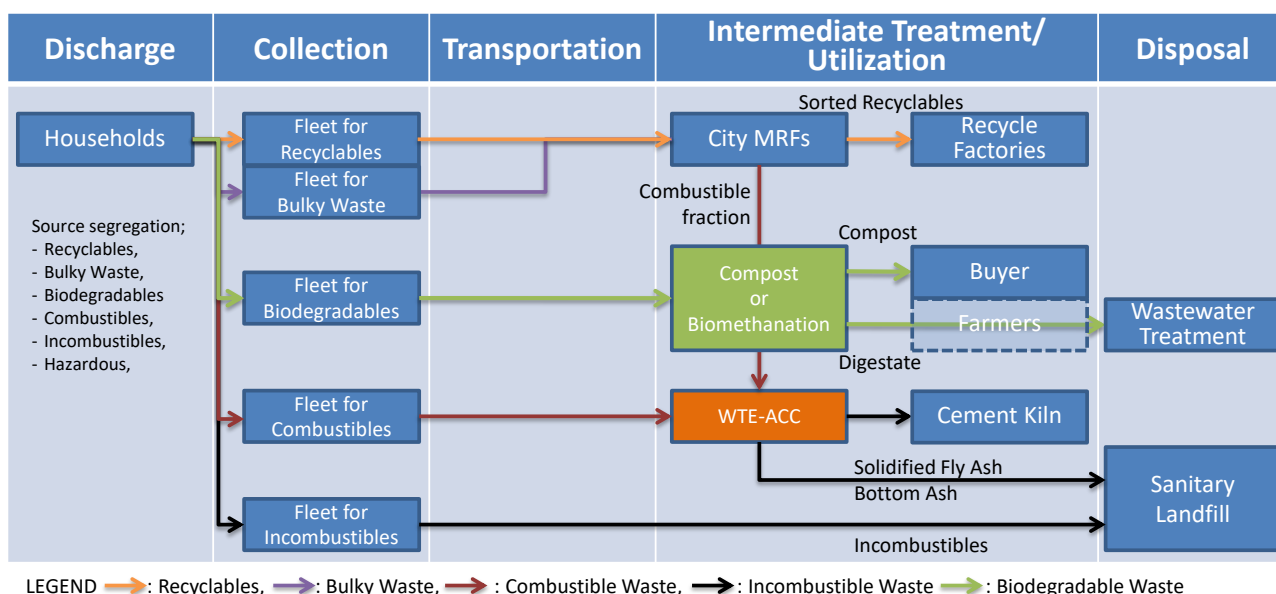 Discharge
Collection
Transportation
Intermediate Treatment/
Utilization
Disposal
Households
Source segregation;
- Recyclables,
- Bulky Waste,
- Biodegradables
- Combustibles,
- Incombustibles,
- Hazardous,
Fleet for
Recyclables
Fleet for
Bulky Waste
Fleet for
Biodegradables
Fleet for
Combustibles
Fleet for
Incombustibles
City MRFs
Sorted Recyclables
Recycle
Factories
Combustible
fraction
Compost
or
Biomethanation
Compost
Buyer
Farmers
Digestate
Wastewater
Treatment
WTE-ACC
Cement Kiln
Solidified Fly Ash
Bottom Ash
Incombustibles
Sanitary
Landfill
LEGEND : Recyclables, : Bulky Waste, : Combustible Waste, : Incombustible Waste : Biodegradable Waste